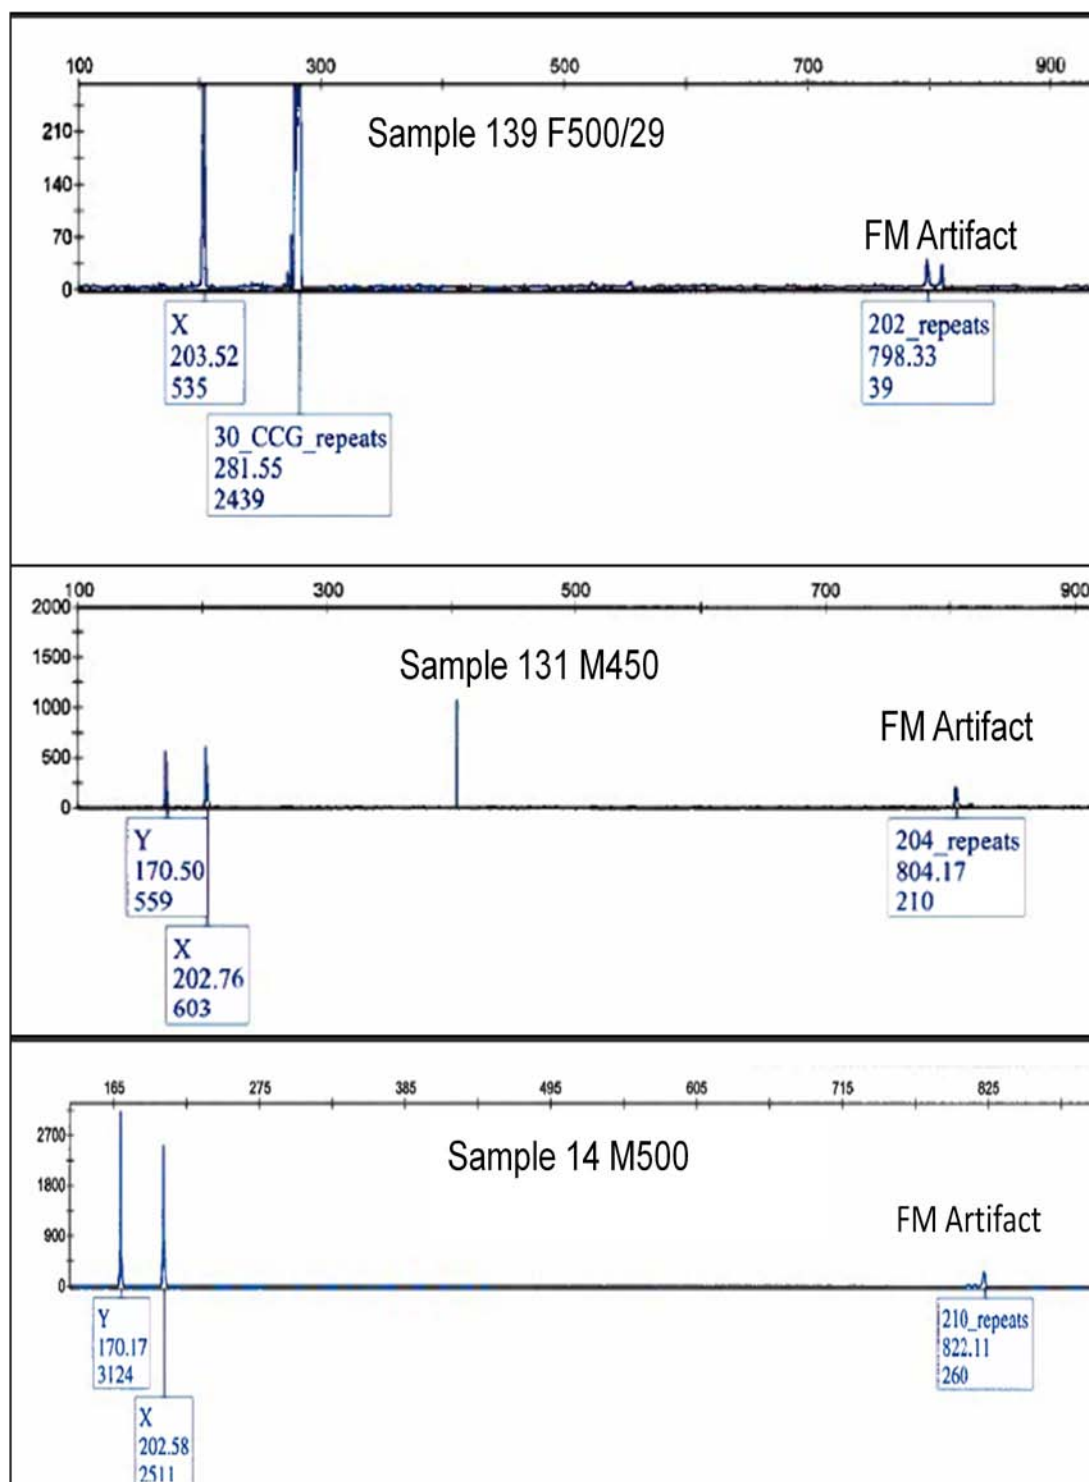 100 300 500 700 900
Sample 139 F500/29
210
140
70
0
FM Artifact
X
203.52
535
30_CCG_repeats
281.55
2439
202_repeats
798.33
39
100 300 500 700 900
2000
1500
1000
500
0
Sample 131 M450
FM Artifact
Y
170.50
559
X
202.76
603
204_repeats
804.17
210
165 275 385 495 605 715 825
2700
1800
900
0
Sample 14 M500
FM Artifact
Y
170.17
3124
X
202.58
2511
210_repeats
822.11
260